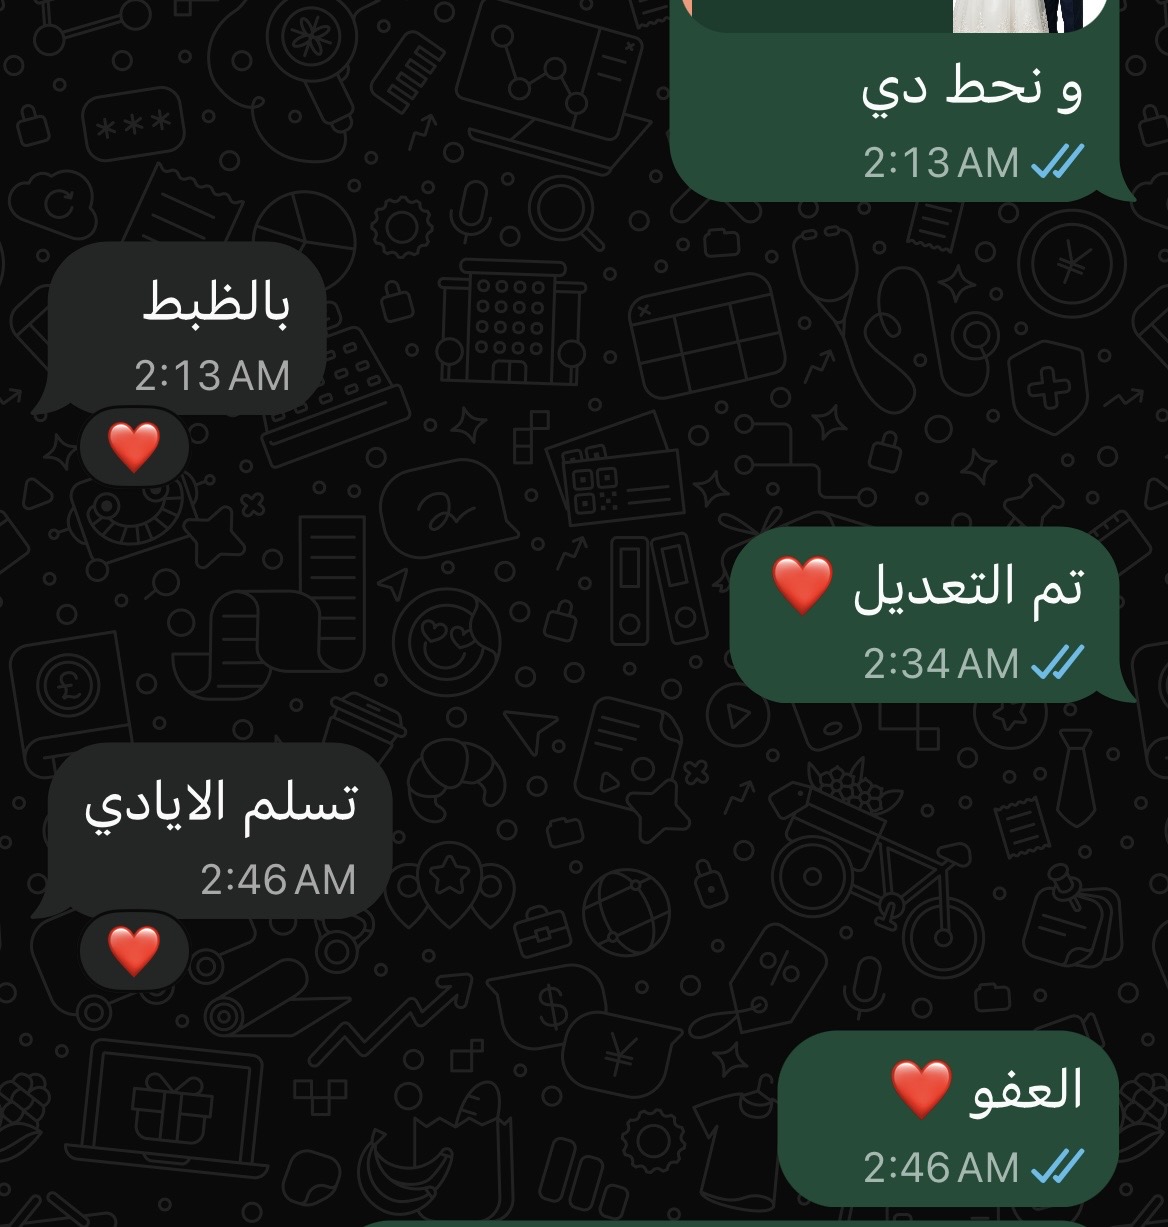 و نحط دي
2:13 AM
بالظبط
2:13 AM
❤️
تم التعديل ❤️
2:34 AM
تسلم الايادي
2:46 AM
❤️
العفو ❤️
2:46 AM